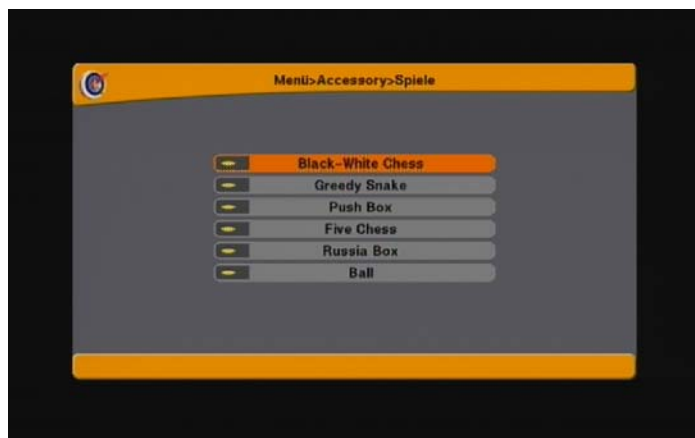 Menü>Accessory>Spiele
Black-White Chess
Greedy Snake
Push Box
Five Chess
Russia Box
Ball